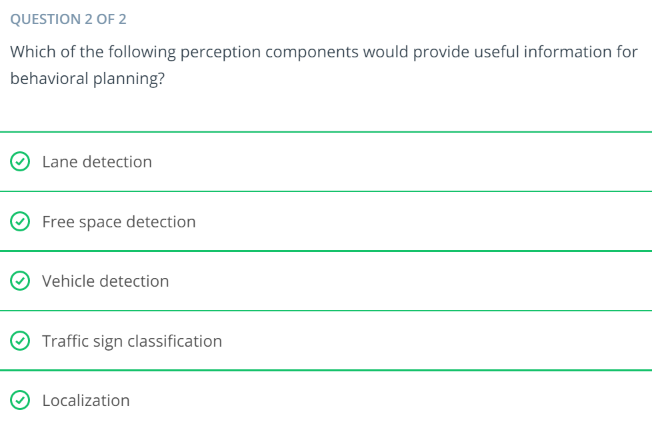 QUESTION 2 OF 2
Which of the following perception components would provide useful information for
behavioral planning?
Lane detection
Free space detection
Vehicle detection
Traffic sign classification
Localization